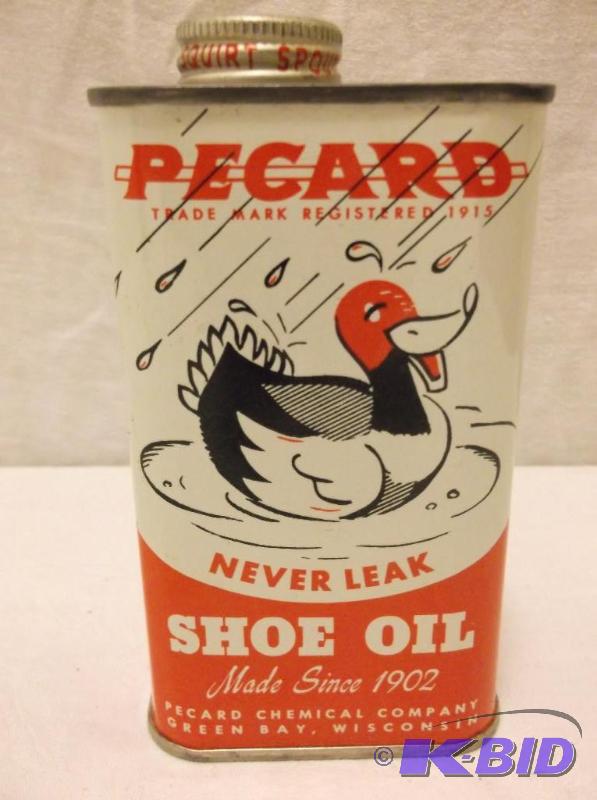 SQUIRT SPOU
PECARD
TRADE MARK REGISTERED 1915
NEVER LEAK
SHOE OIL
Made Since 1902
PECARD CHEMICAL COMPANY
GREEN BAY, WISCONSIN
© K-BID